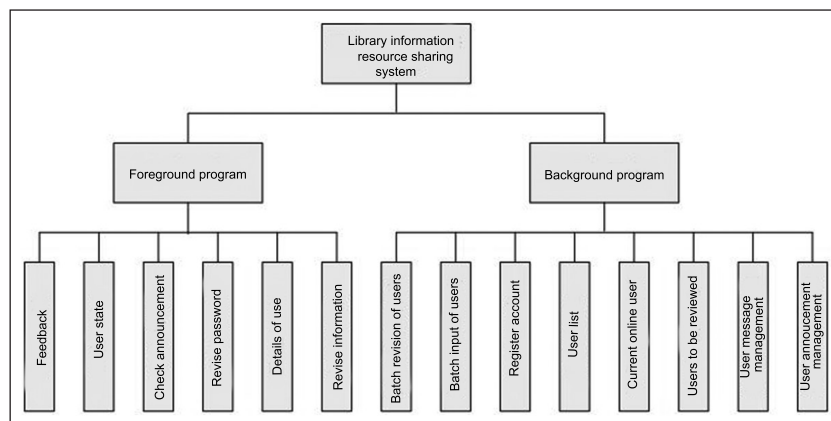 Library information
resource sharing
system
Foreground program
Background program
Feedback
User state
Check announcement
Revise password
Details of use
Revise information
Batch revision of users
Batch input of users
Register account
User list
Current online user
Users to be reviewed
User message
management
User annoucement
management